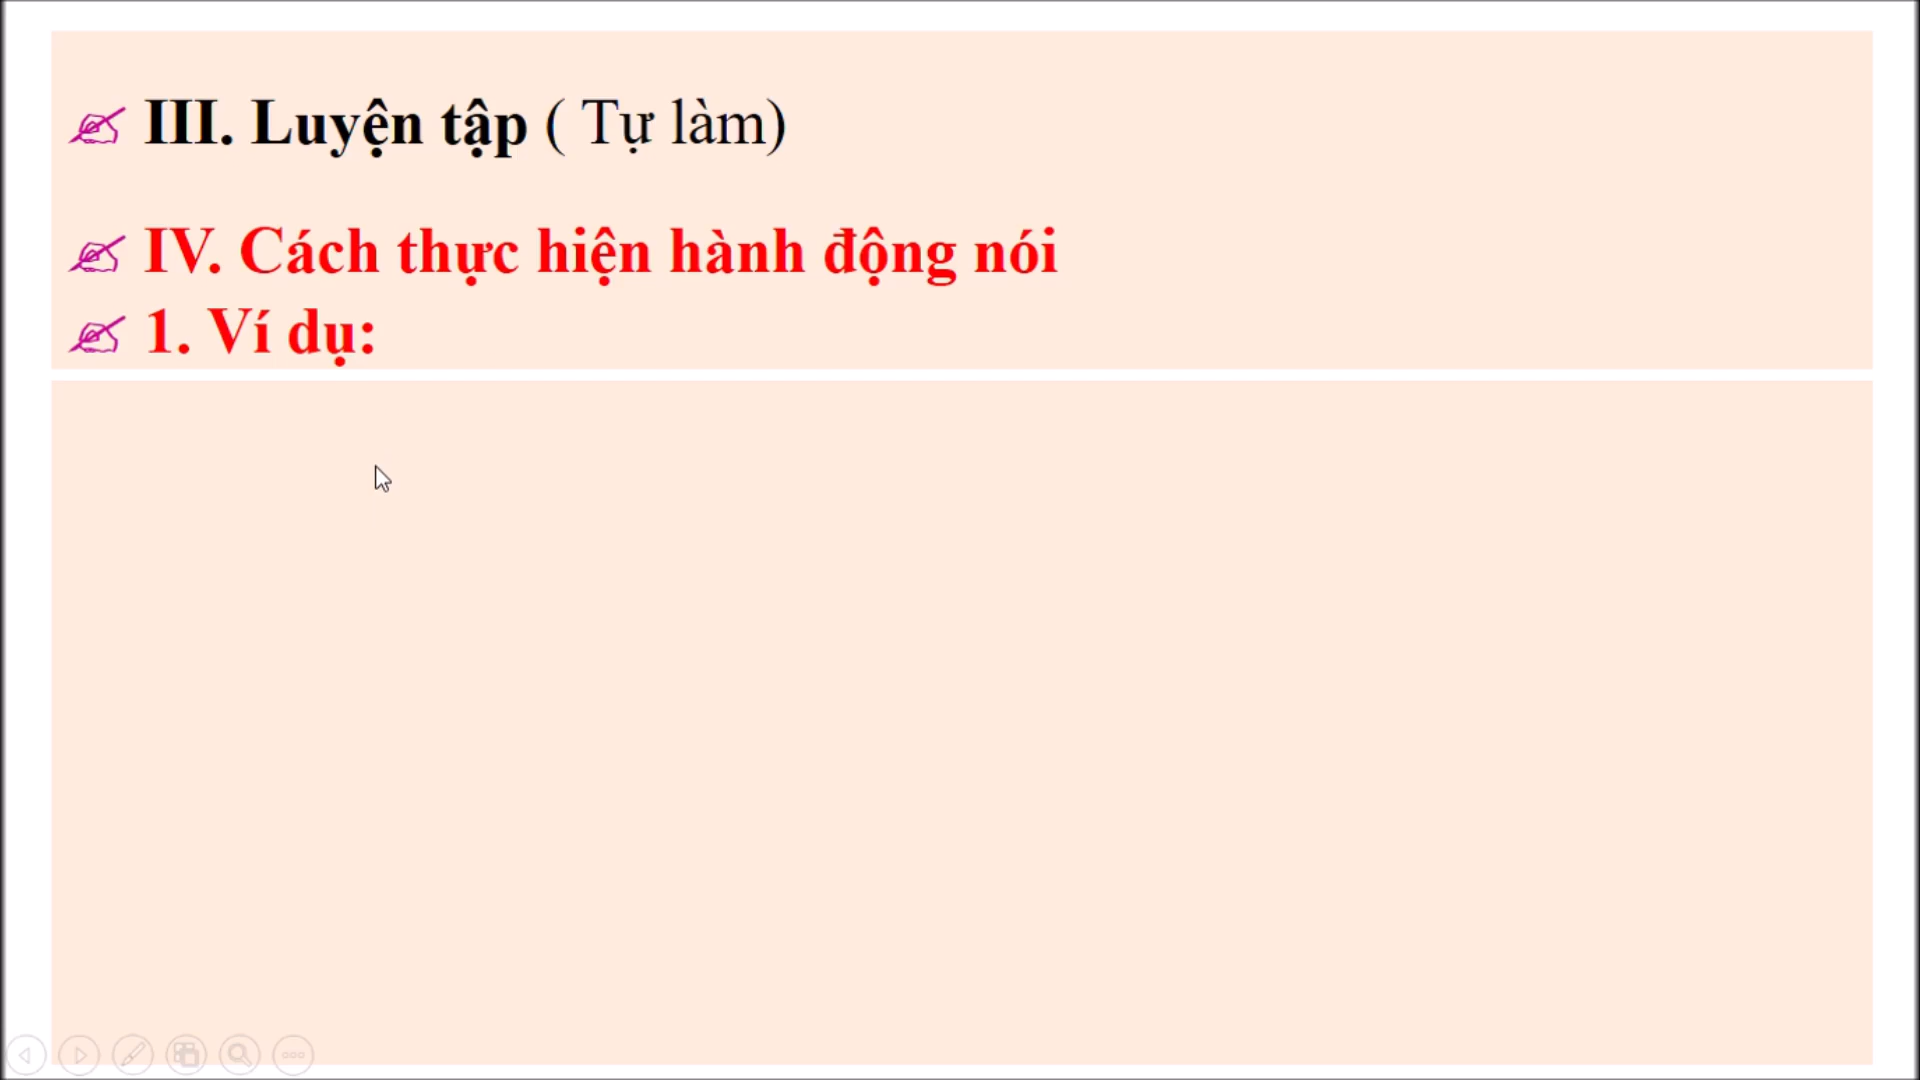 III. Luyện tập ( Tự làm)
IV. Cách thực hiện hành động nói
1. Ví dụ: